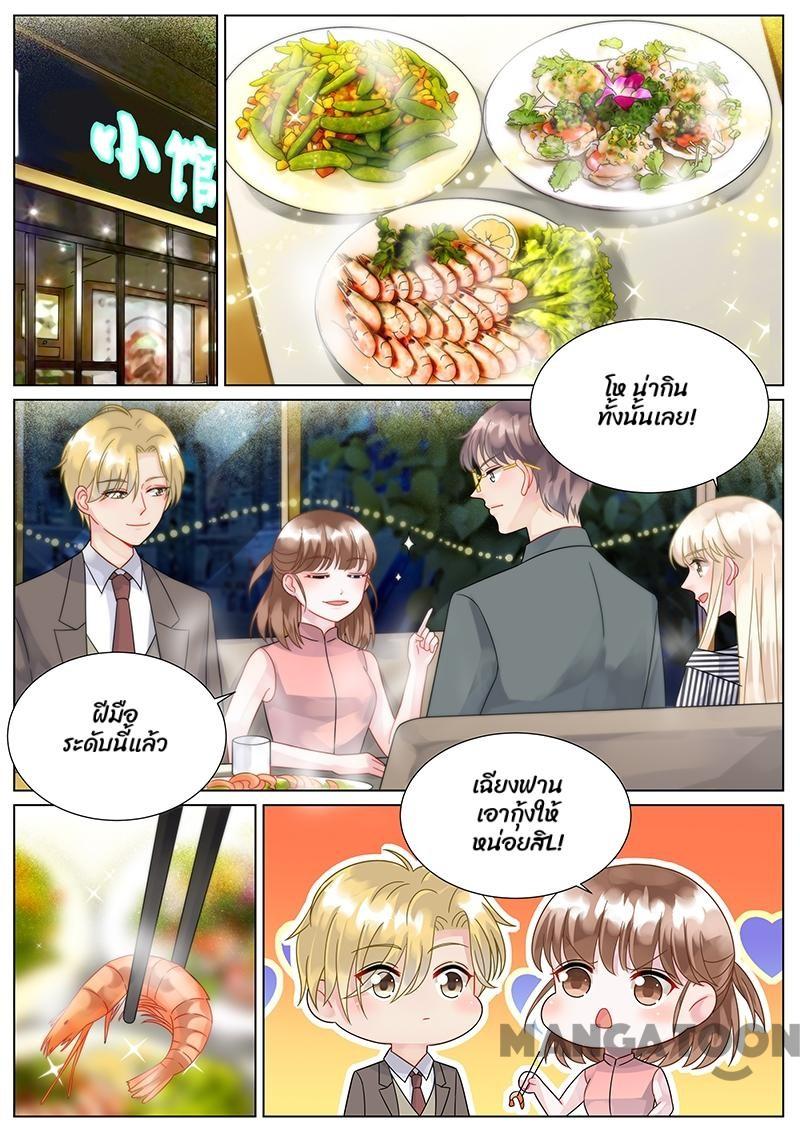 小馆
โห น่ากิน
ทั้งนั้นเลย!
ฝีมือ
ระดับนี้แล้ว
เฉียงฟาน
เอากุ้งให้
หน่อยสิL!
MANGATOON